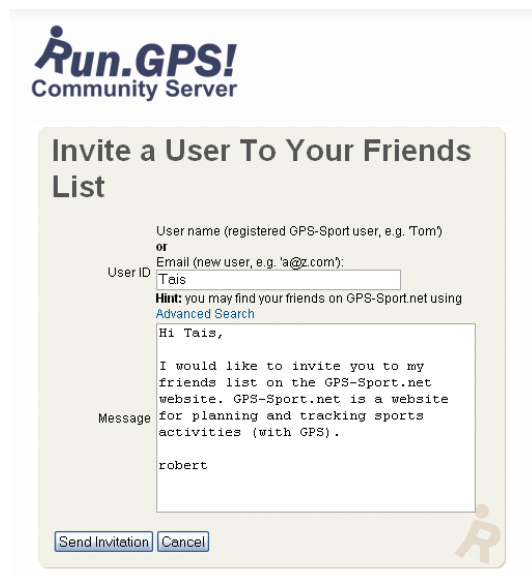 Run.GPS!
Community Server
Invite a User To Your Friends
List
User name (registered GPS-Sport user, e.g. 'Tom')
or
Email (new user, e.g. 'a@z.com'):
User ID Tais
Hint: you may find your friends on GPS-Sport.net using
Advanced Search
Hi Tais,
I would like to invite you to my
friends list on the GPS-Sport.net
website. GPS-Sport.net is a website
Message for planning and tracking sports
activities (with GPS).
robert
Send Invitation Cancel